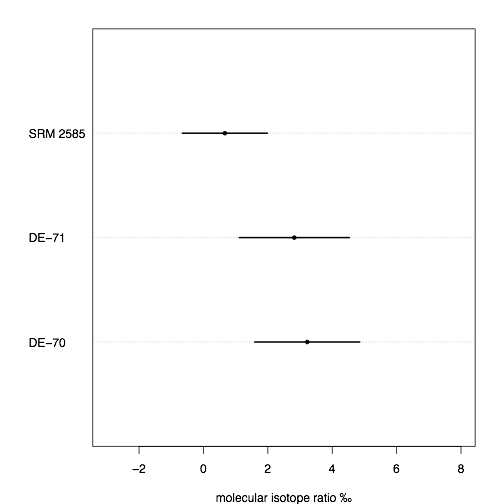 SRM 2585
DE−71
DE−70
−2 0 2 4 6 8
molecular isotope ratio ‰